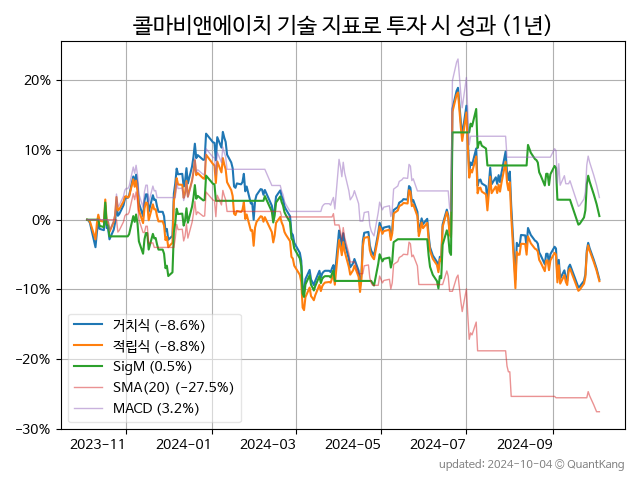 콜마비앤에이치 기술 지표로 투자 시 성과 (1년)
20%
10%
0%
−10%
−20%
−30%
거치식 (−8.6%)
적립식 (−8.8%)
SigM (0.5%)
SMA(20) (−27.5%)
MACD (3.2%)
2023-11
2024-01
2024-03
2024-05
2024-07
2024-09
updated: 2024-10-04 © QuantKang